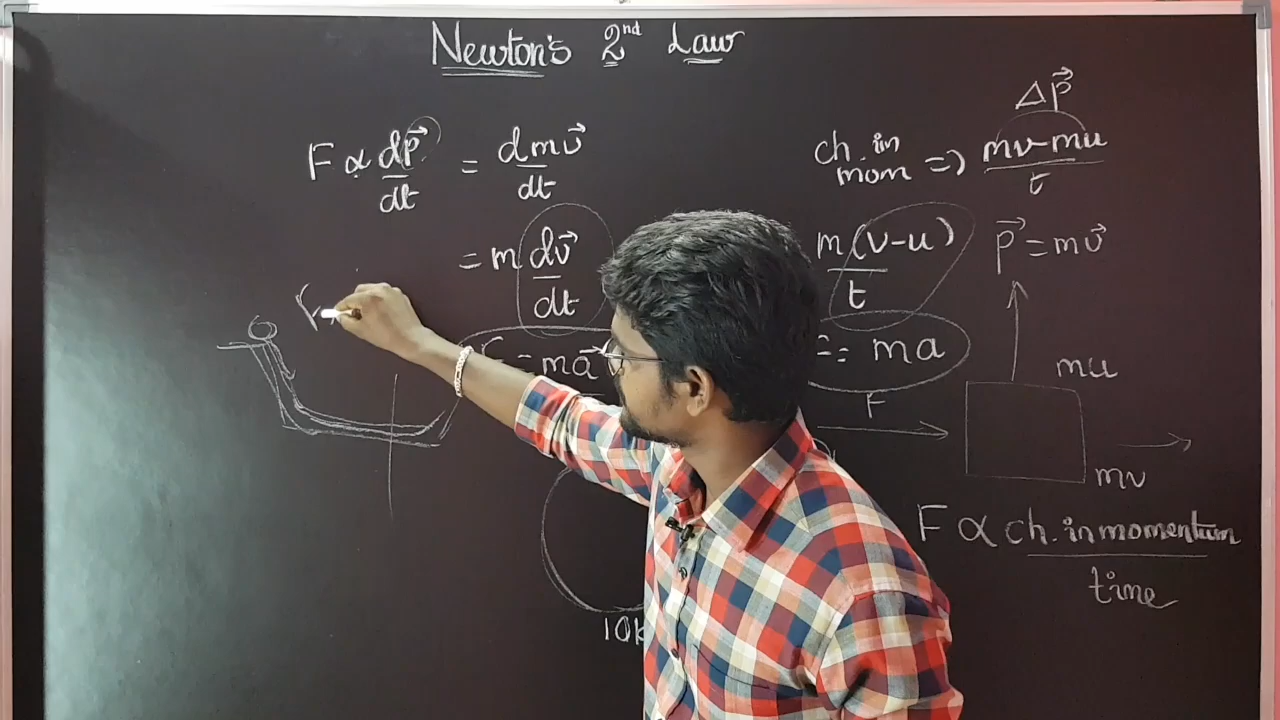 Newton's 2nd Law
F ∝ dp⃗/dt = dmv⃗/dt
= m dv⃗/dt
= ma⃗
Δp⃗
ch. in mom => mv-mu/t
m(v-u)/t
p⃗ = mv⃗
= ma
mu
F
mv
F ∝ ch. in momentum/time
10k